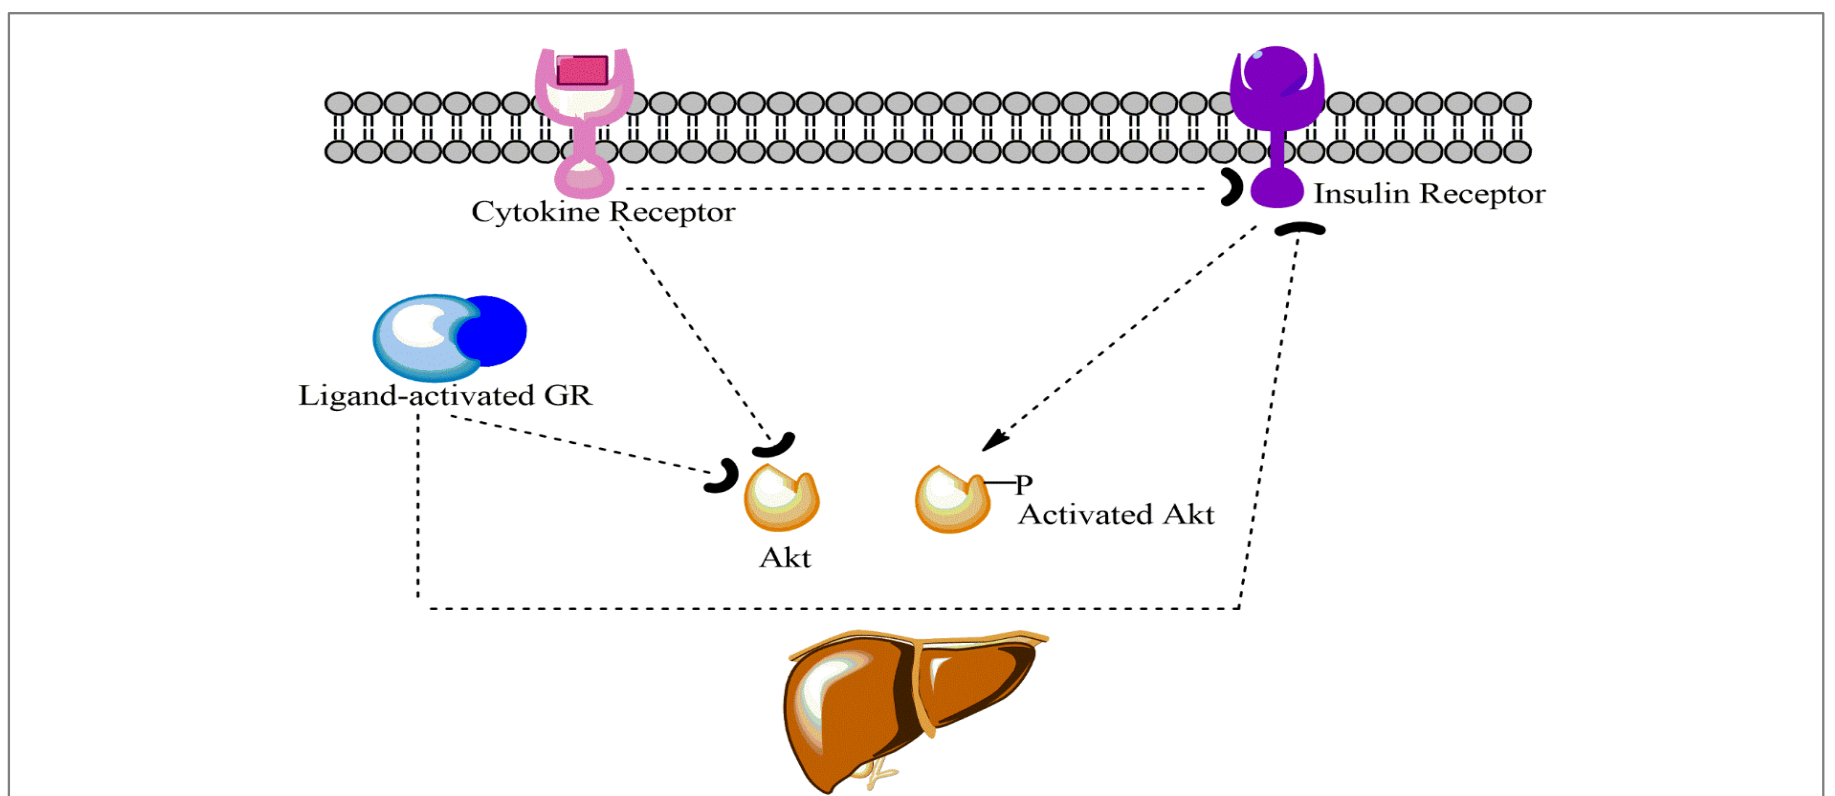 Insulin Receptor
Cytokine Receptor
Ligand-activated GR
P
Activated Akt
Akt